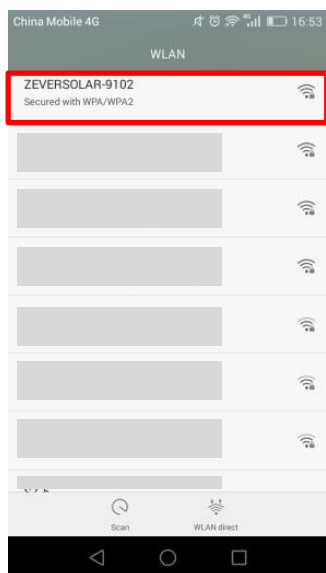 China Mobile 4G 16:53
WLAN
ZEVERSOLAR-9102
Secured with WPA/WPA2
Scan WLAN direct